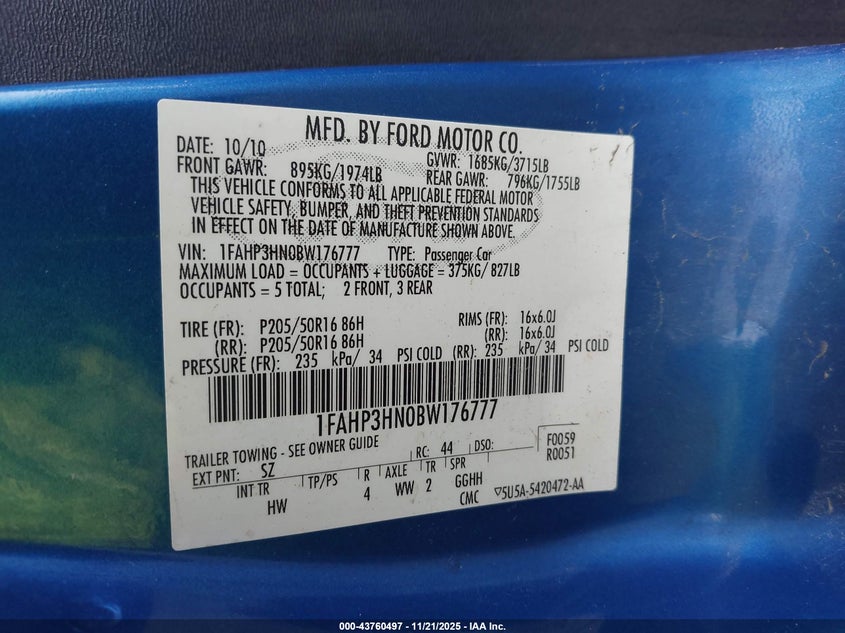 MFD. BY FORD MOTOR CO.
DATE: 10/10 GVWR: 1685KG/3715LB
FRONT GAWR: 895KG/1974LB REAR GAWR: 796KG/1755LB
THIS VEHICLE CONFORMS TO ALL APPLICABLE FEDERAL MOTOR
VEHICLE SAFETY, BUMPER, AND THEFT PREVENTION STANDARDS
IN EFFECT ON THE DATE OF MANUFACTURE SHOWN ABOVE.
VIN: 1FAHP3HN0BW176777 TYPE: Passenger Car
MAXIMUM LOAD = OCCUPANTS + LUGGAGE = 375KG/ 827LB
OCCUPANTS = 5 TOTAL; 2 FRONT, 3 REAR
TIRE (FR): P205/50R16 86H RIMS (FR): 16x6.0J
(RR): P205/50R16 86H (RR): 16x6.0J
PRESSURE (FR): 235 kPa/ 34 PSI COLD (RR): 235 kPa/ 34 PSI COLD
1FAHP3HN0BW176777
TRAILER TOWING - SEE OWNER GUIDE RC: 44 DSO: F0059
EXT PNT: SZ R0051
INT TR TP/PS R AXLE TR SPR
HW 4 WW 2 GGHH
CMC ▽5U5A-5420472-AA
000-43760497 - 11/21/2025 - IAA Inc.